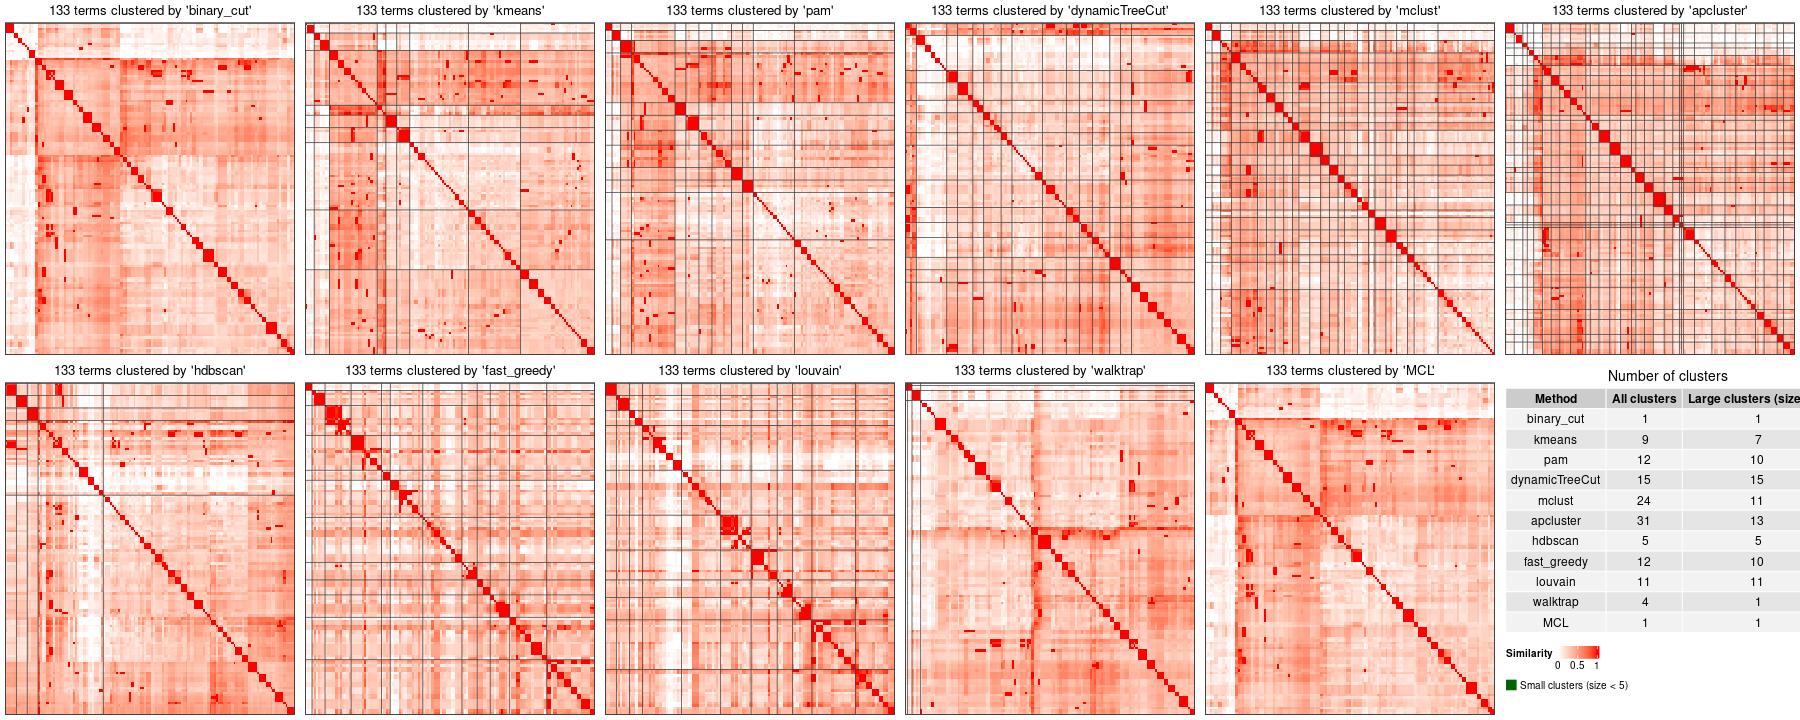 133 terms clustered by 'binary_cut'
133 terms clustered by 'kmeans'
133 terms clustered by 'pam'
133 terms clustered by 'dynamicTreeCut'
133 terms clustered by 'mclust'
133 terms clustered by 'apcluster'
133 terms clustered by 'hdbscan'
133 terms clustered by 'fast_greedy'
133 terms clustered by 'louvain'
133 terms clustered by 'walktrap'
133 terms clustered by 'MCL'
Number of clusters
Method All clusters Large clusters (size
binary_cut 1 1
kmeans 9 7
pam 12 10
dynamicTreeCut 15 15
mclust 24 11
apcluster 31 13
hdbscan 5 5
fast_greedy 12 10
louvain 11 11
walktrap 4 1
MCL 1 1
Similarity
0 0.5 1
Small clusters (size < 5)